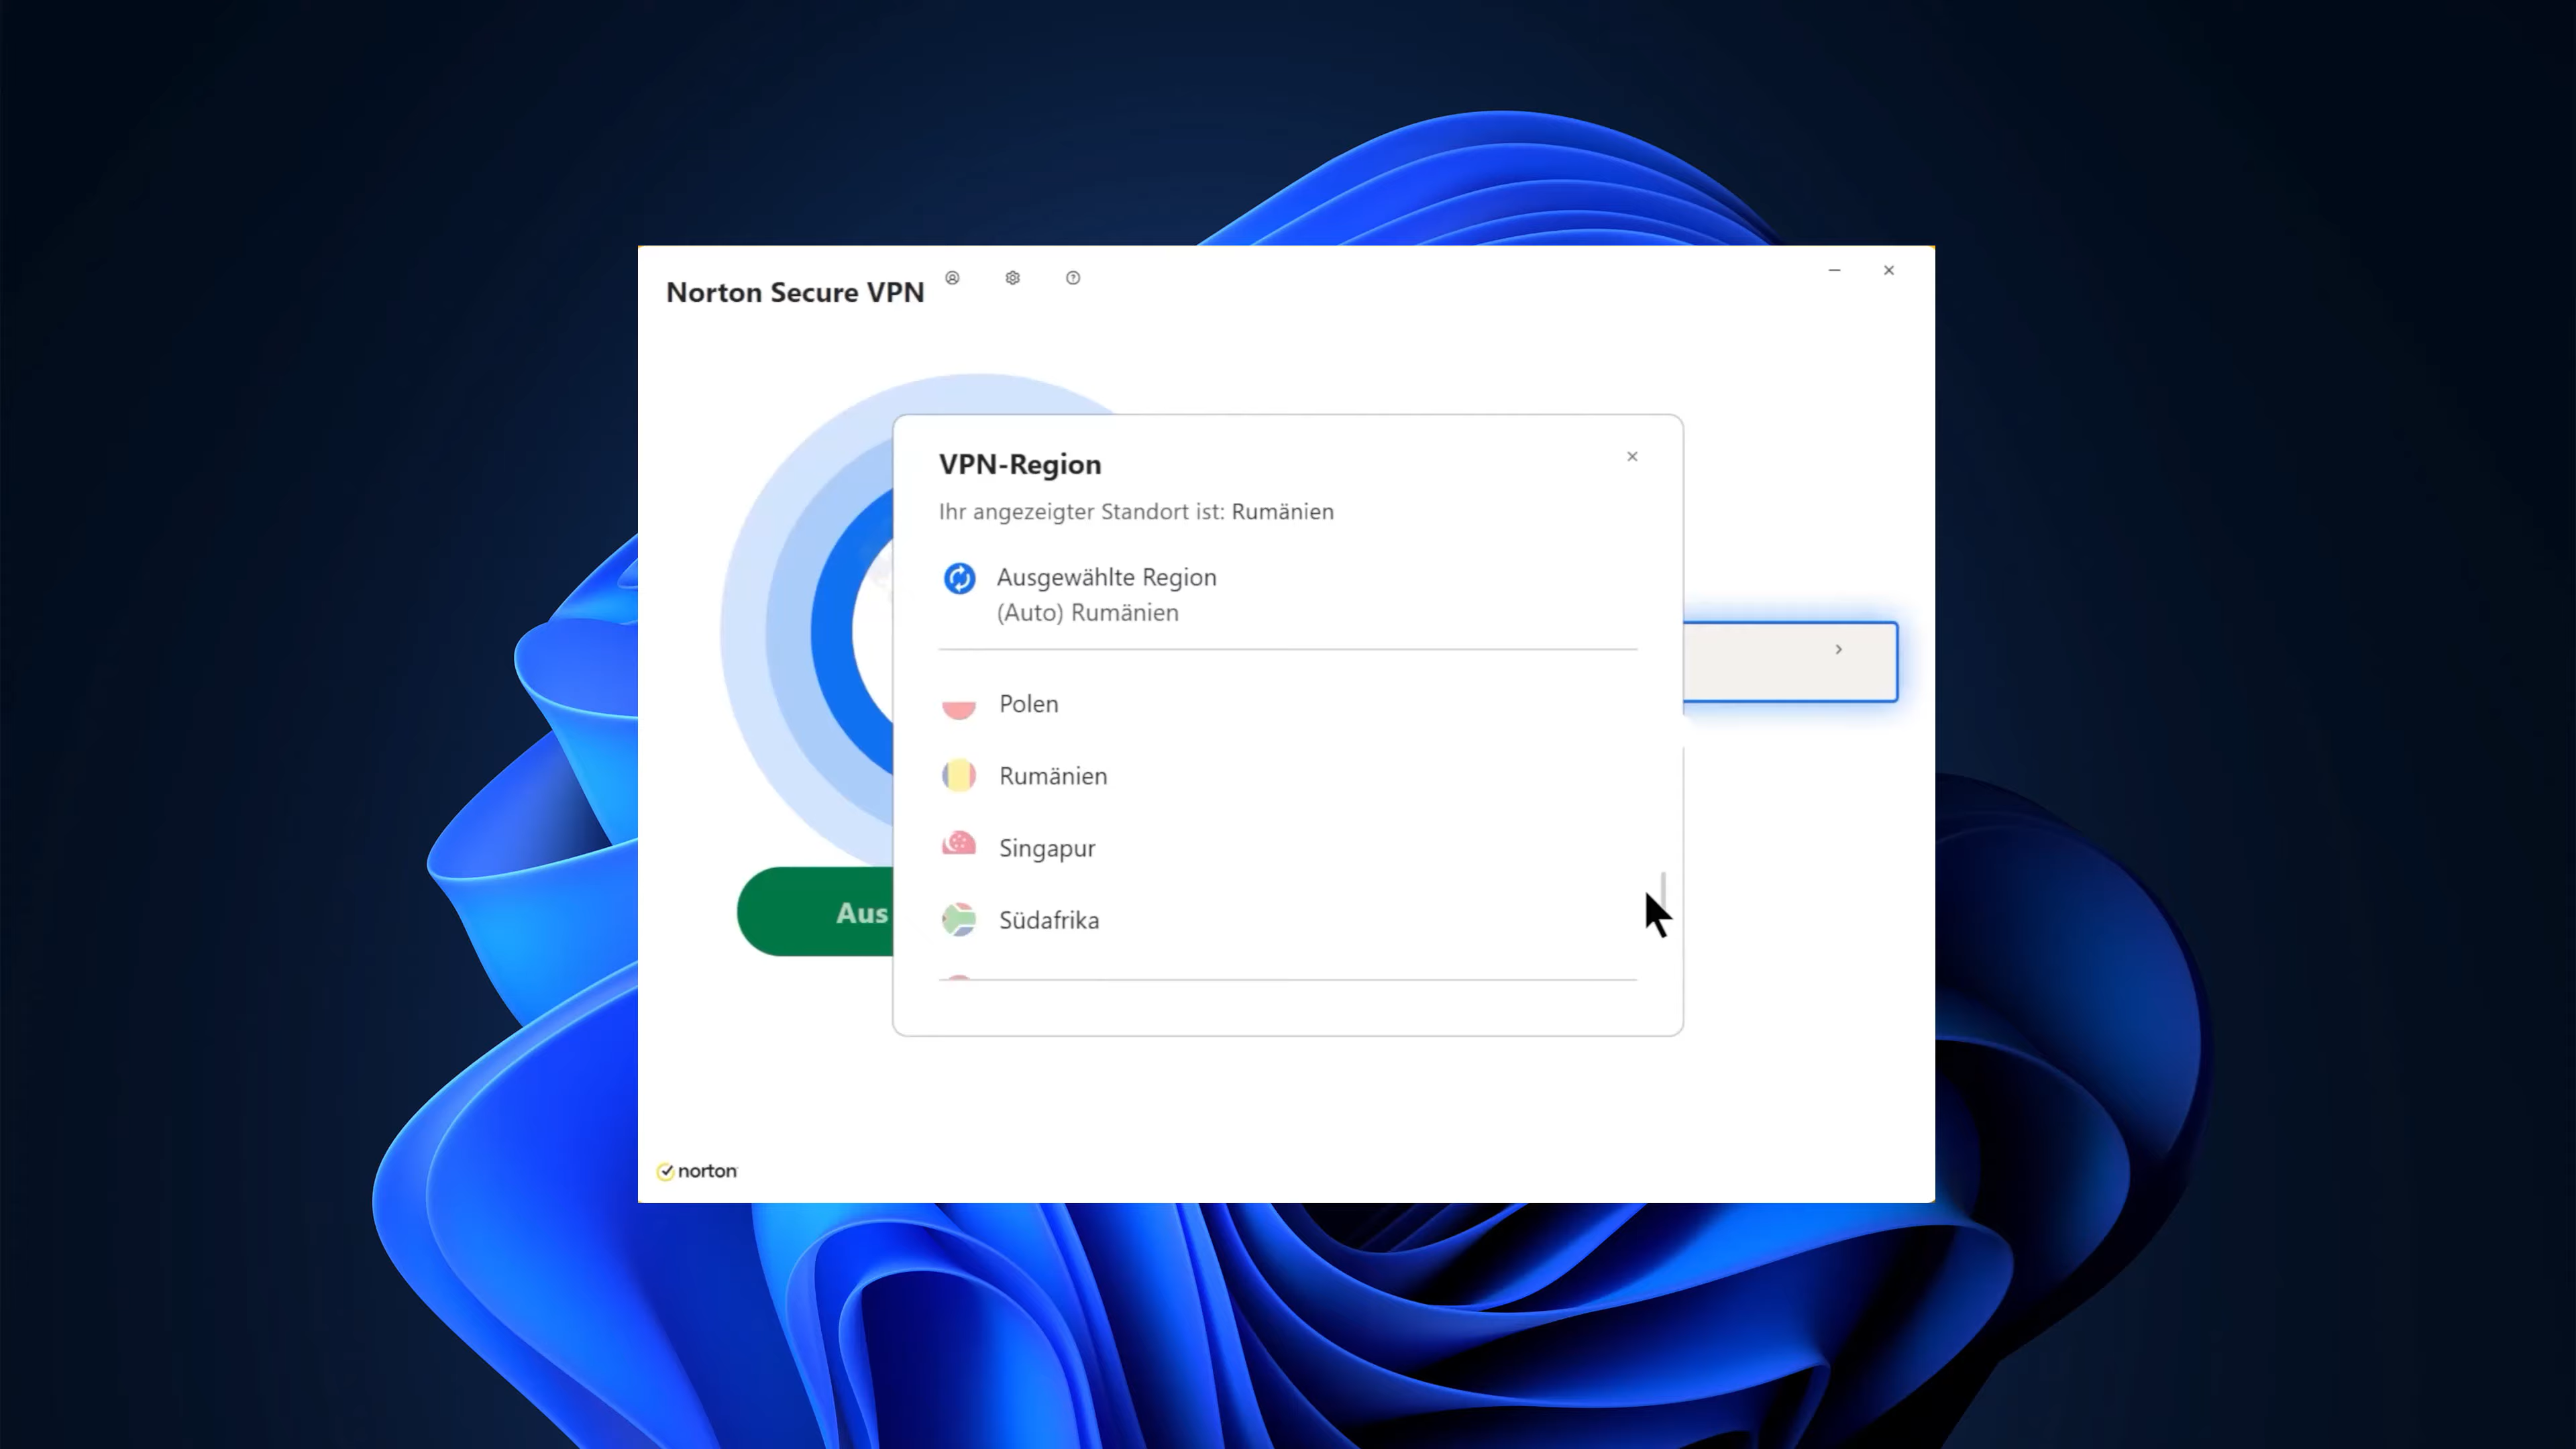 Norton Secure VPN
VPN-Region
Ihr angezeigter Standort ist: Rumänien
Ausgewählte Region
(Auto) Rumänien
Polen
Rumänien
Singapur
Südafrika
Aus
norton